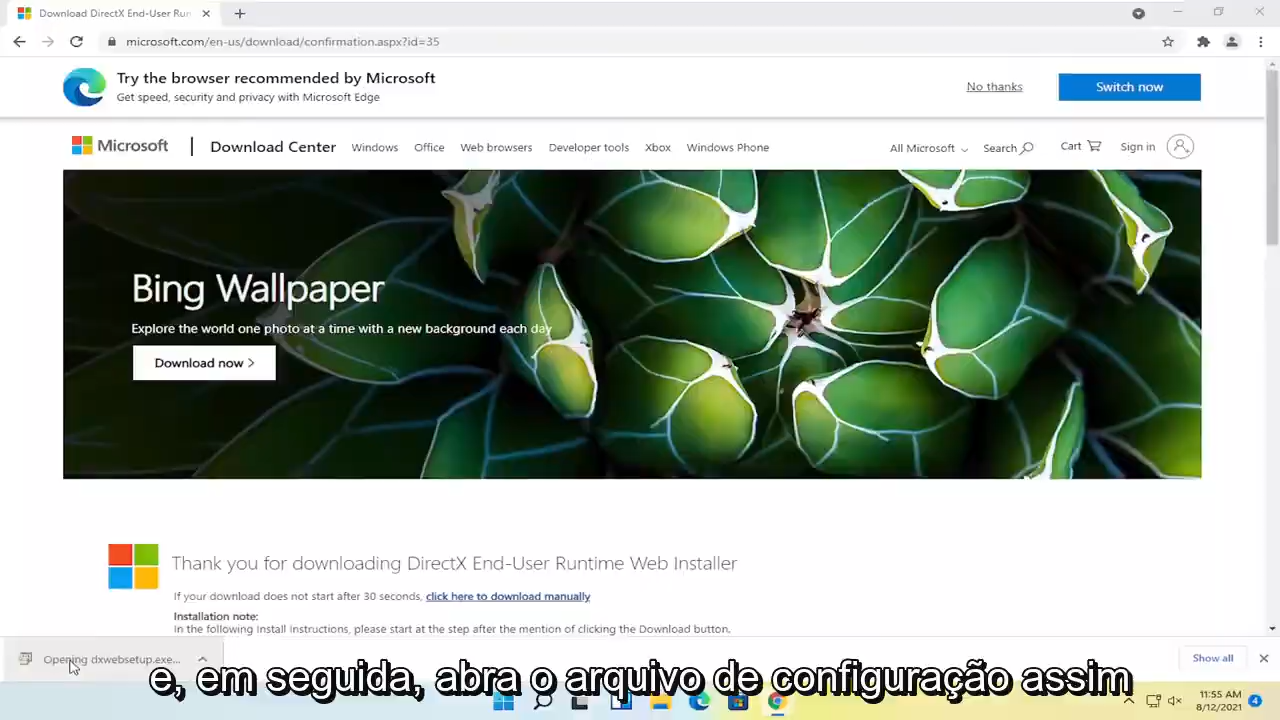 Download DirectX End-User Run
microsoft.com/en-us/download/confirmation.aspx?id=35
Try the browser recommended by Microsoft
Get speed, security and privacy with Microsoft Edge
No thanks
Switch now
Microsoft
Download Center
Windows
Office
Web browsers
Developer tools
Xbox
Windows Phone
All Microsoft
Search
Cart
Sign in
Bing Wallpaper
Explore the world one photo at a time with a new background each day
Download now >
Thank you for downloading DirectX End-User Runtime Web Installer
If your download does not start after 30 seconds, click here to download manually
Installation note:
In the following Install Instructions, please start at the step after the mention of clicking the Download button.
Opening dxwebsetup.exe...
Show all
e, em seguida, abra o arquivo de configuração assim
11:55 AM
8/12/2021
4